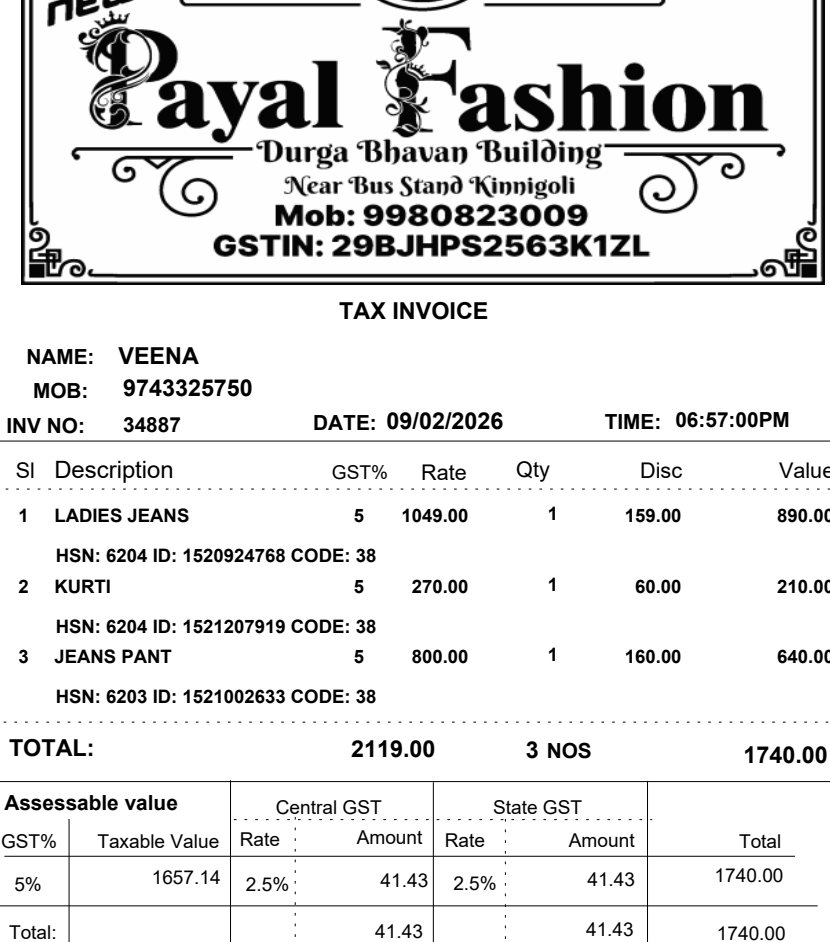 new
Payal Fashion
Durga Bhavan Building
Near Bus Stand Kinnigoli
Mob: 9980823009
GSTIN: 29BJHPS2563K1ZL
TAX INVOICE
NAME: VEENA
MOB: 9743325750
INV NO: 34887 DATE: 09/02/2026 TIME: 06:57:00PM
Sl Description GST% Rate Qty Disc Value
1 LADIES JEANS 5 1049.00 1 159.00 890.00
HSN: 6204 ID: 1520924768 CODE: 38
2 KURTI 5 270.00 1 60.00 210.00
HSN: 6204 ID: 1521207919 CODE: 38
3 JEANS PANT 5 800.00 1 160.00 640.00
HSN: 6203 ID: 1521002633 CODE: 38
TOTAL: 2119.00 3 NOS 1740.00
Assessable value Central GST State GST
GST% Taxable Value Rate Amount Rate Amount Total
5% 1657.14 2.5% 41.43 2.5% 41.43 1740.00
Total: 41.43 41.43 1740.00